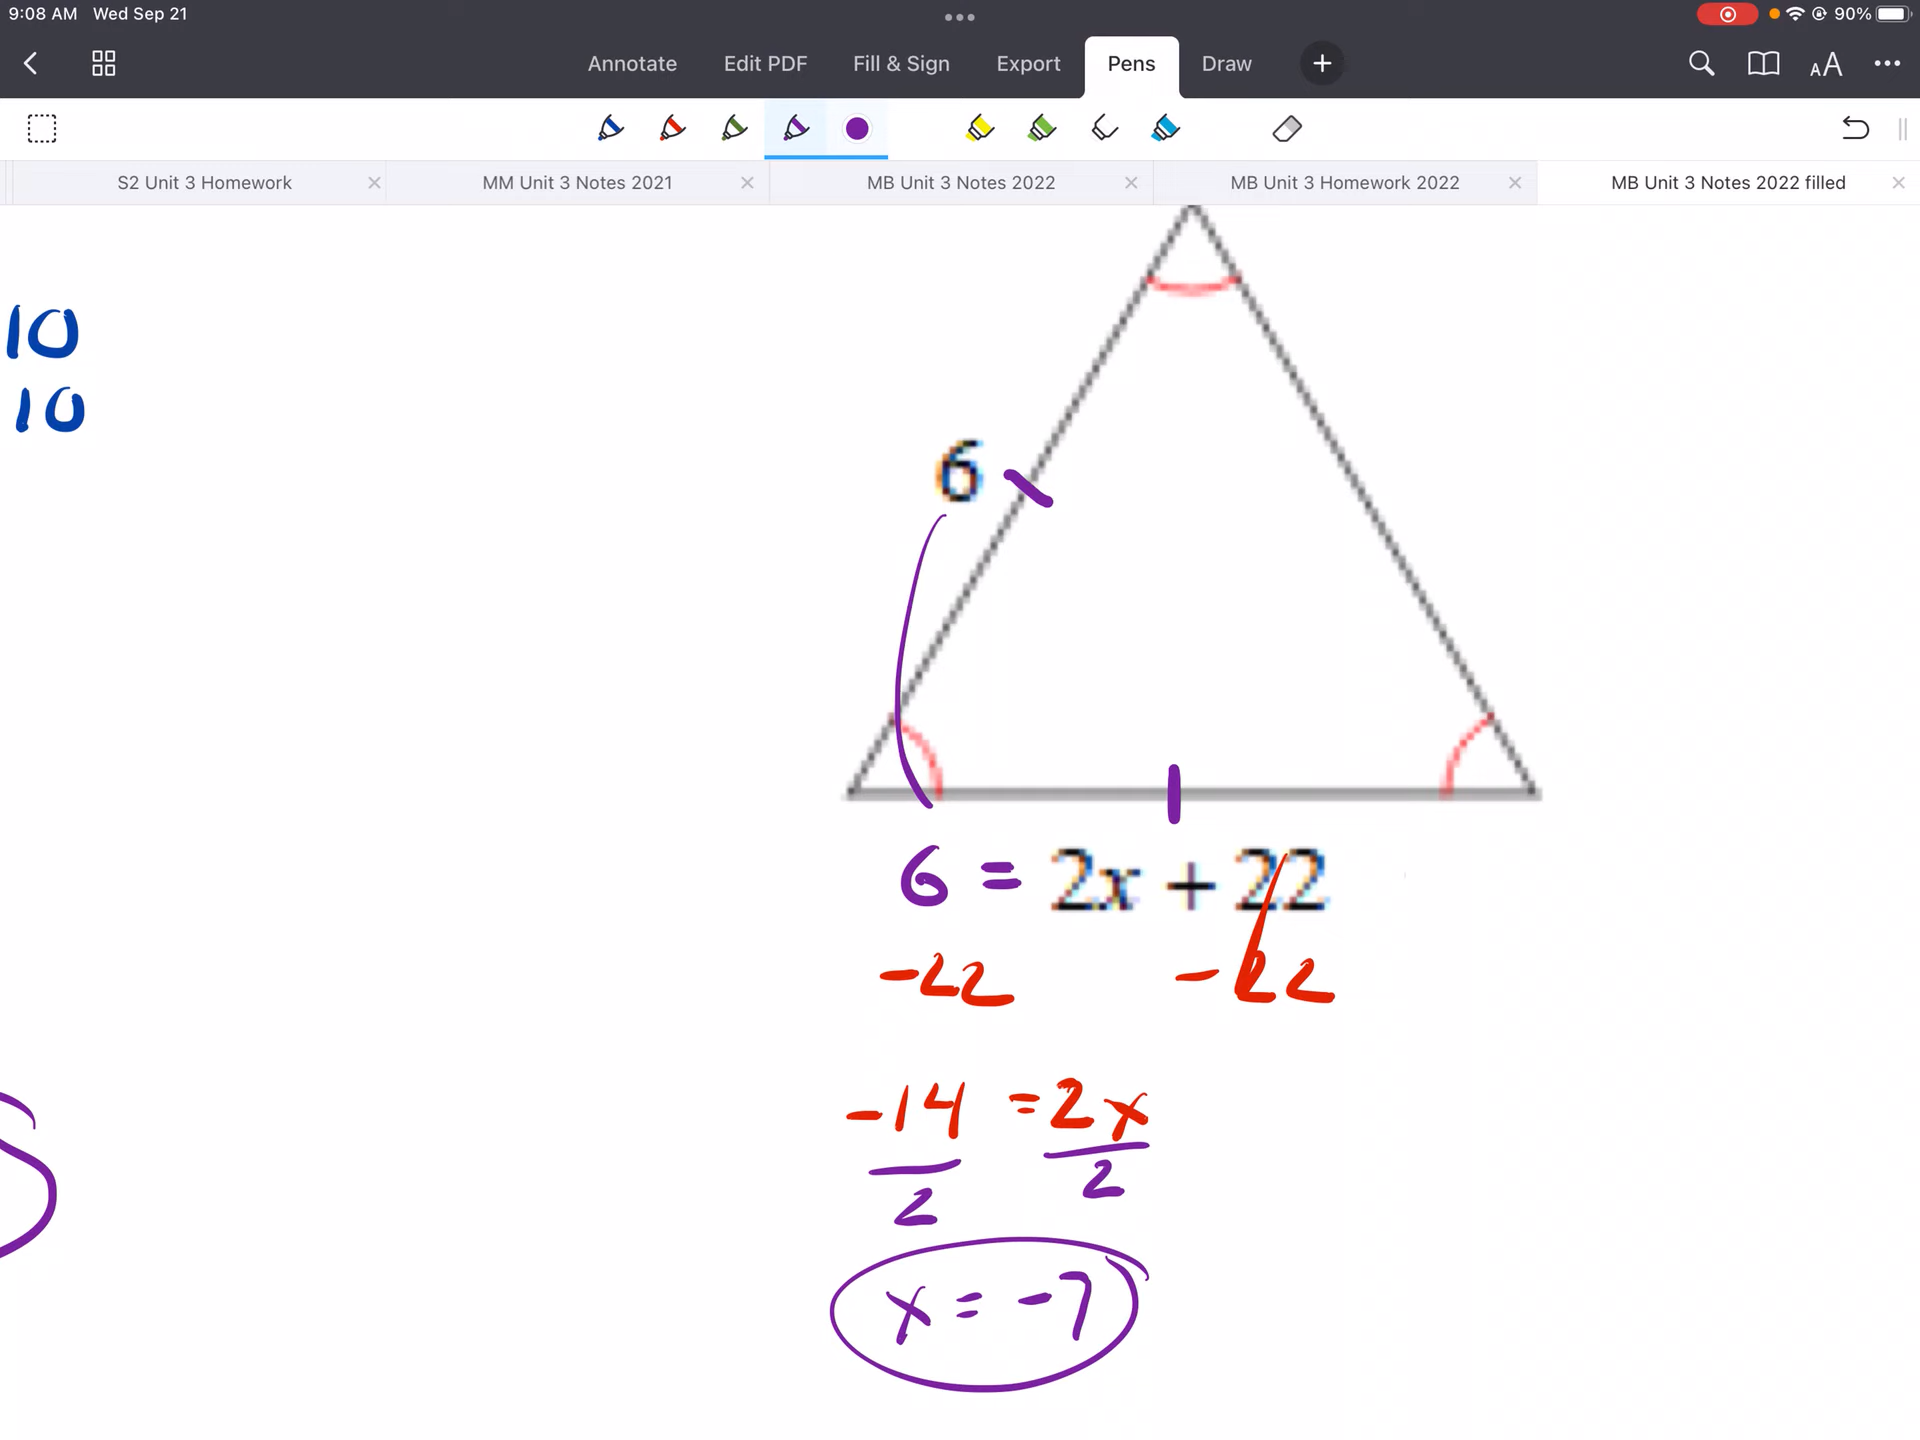 9:08 AM Wed Sep 21
90%
Annotate Edit PDF Fill & Sign Export Pens Draw
AA
S2 Unit 3 Homework MM Unit 3 Notes 2021 MB Unit 3 Notes 2022 MB Unit 3 Homework 2022 MB Unit 3 Notes 2022 filled
10
10
6
6 = 2x + 22
-22 -22
-14 = 2x
2 2
x = -7